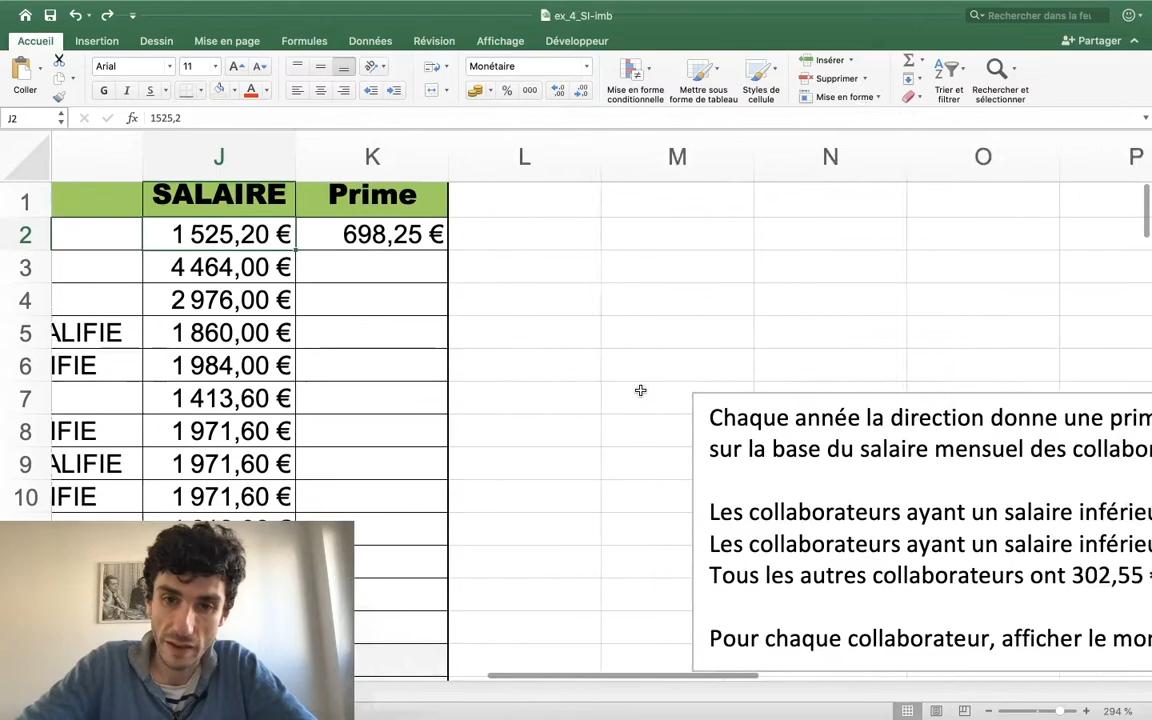 ex_4_SI-imb
Rechercher dans la feu
Accueil
Insertion
Dessin
Mise en page
Formules
Données
Révision
Affichage
Développeur
Partager
Coller
Arial
11
G I S
Monétaire
% 000
Mise en forme conditionnelle
Mettre sous forme de tableau
Styles de cellule
Insérer
Supprimer
Mise en forme
Trier et filtrer
Rechercher et sélectionner
J2
fx
1525,2
J K L M N O P
1 SALAIRE Prime
2 1 525,20 € 698,25 €
3 4 464,00 €
4 2 976,00 €
5 ALIFIE 1 860,00 €
6 IFIE 1 984,00 €
7 1 413,60 €
8 IFIE 1 971,60 €
9 ALIFIE 1 971,60 €
10 IFIE 1 971,60 €
Chaque année la direction donne une prim
sur la base du salaire mensuel des collabor
Les collaborateurs ayant un salaire inférieu
Les collaborateurs ayant un salaire inférieu
Tous les autres collaborateurs ont 302,55 €
Pour chaque collaborateur, afficher le mon
294 %